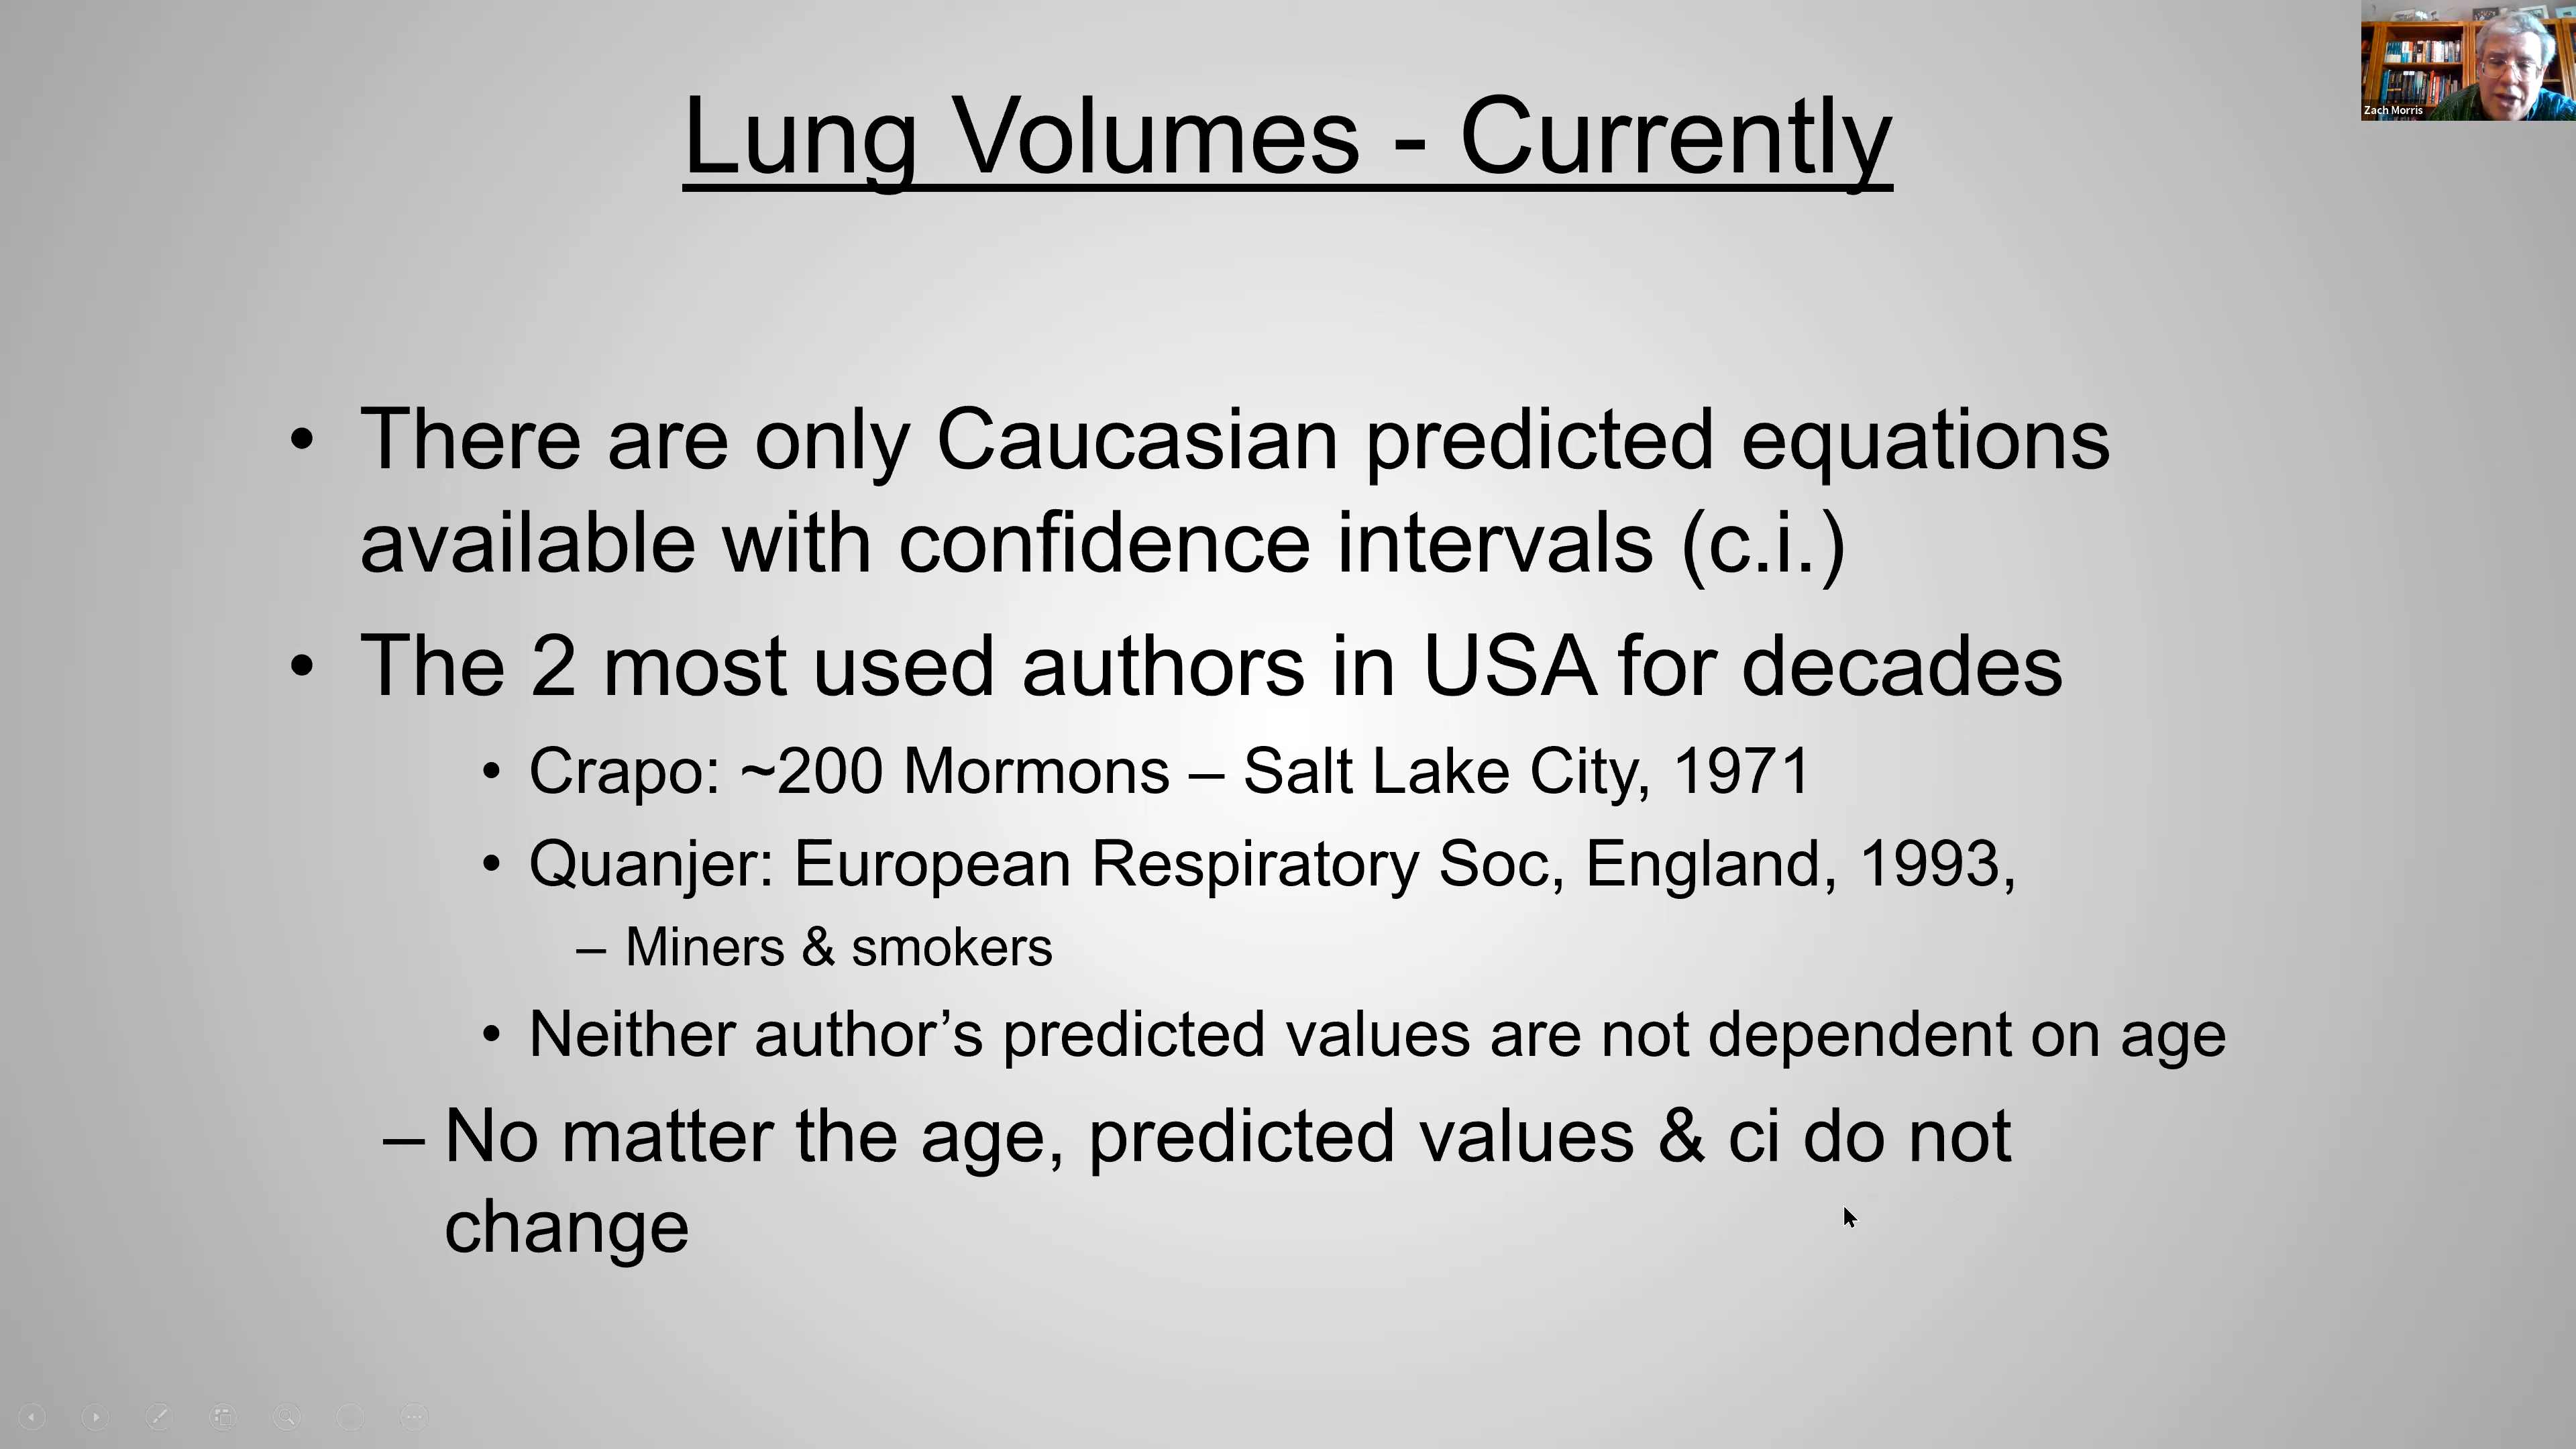 Zach Morris
Lung Volumes - Currently
• There are only Caucasian predicted equations
available with confidence intervals (c.i.)
• The 2 most used authors in USA for decades
• Crapo: ~200 Mormons – Salt Lake City, 1971
• Quanjer: European Respiratory Soc, England, 1993,
– Miners & smokers
• Neither author’s predicted values are not dependent on age
– No matter the age, predicted values & ci do not
change